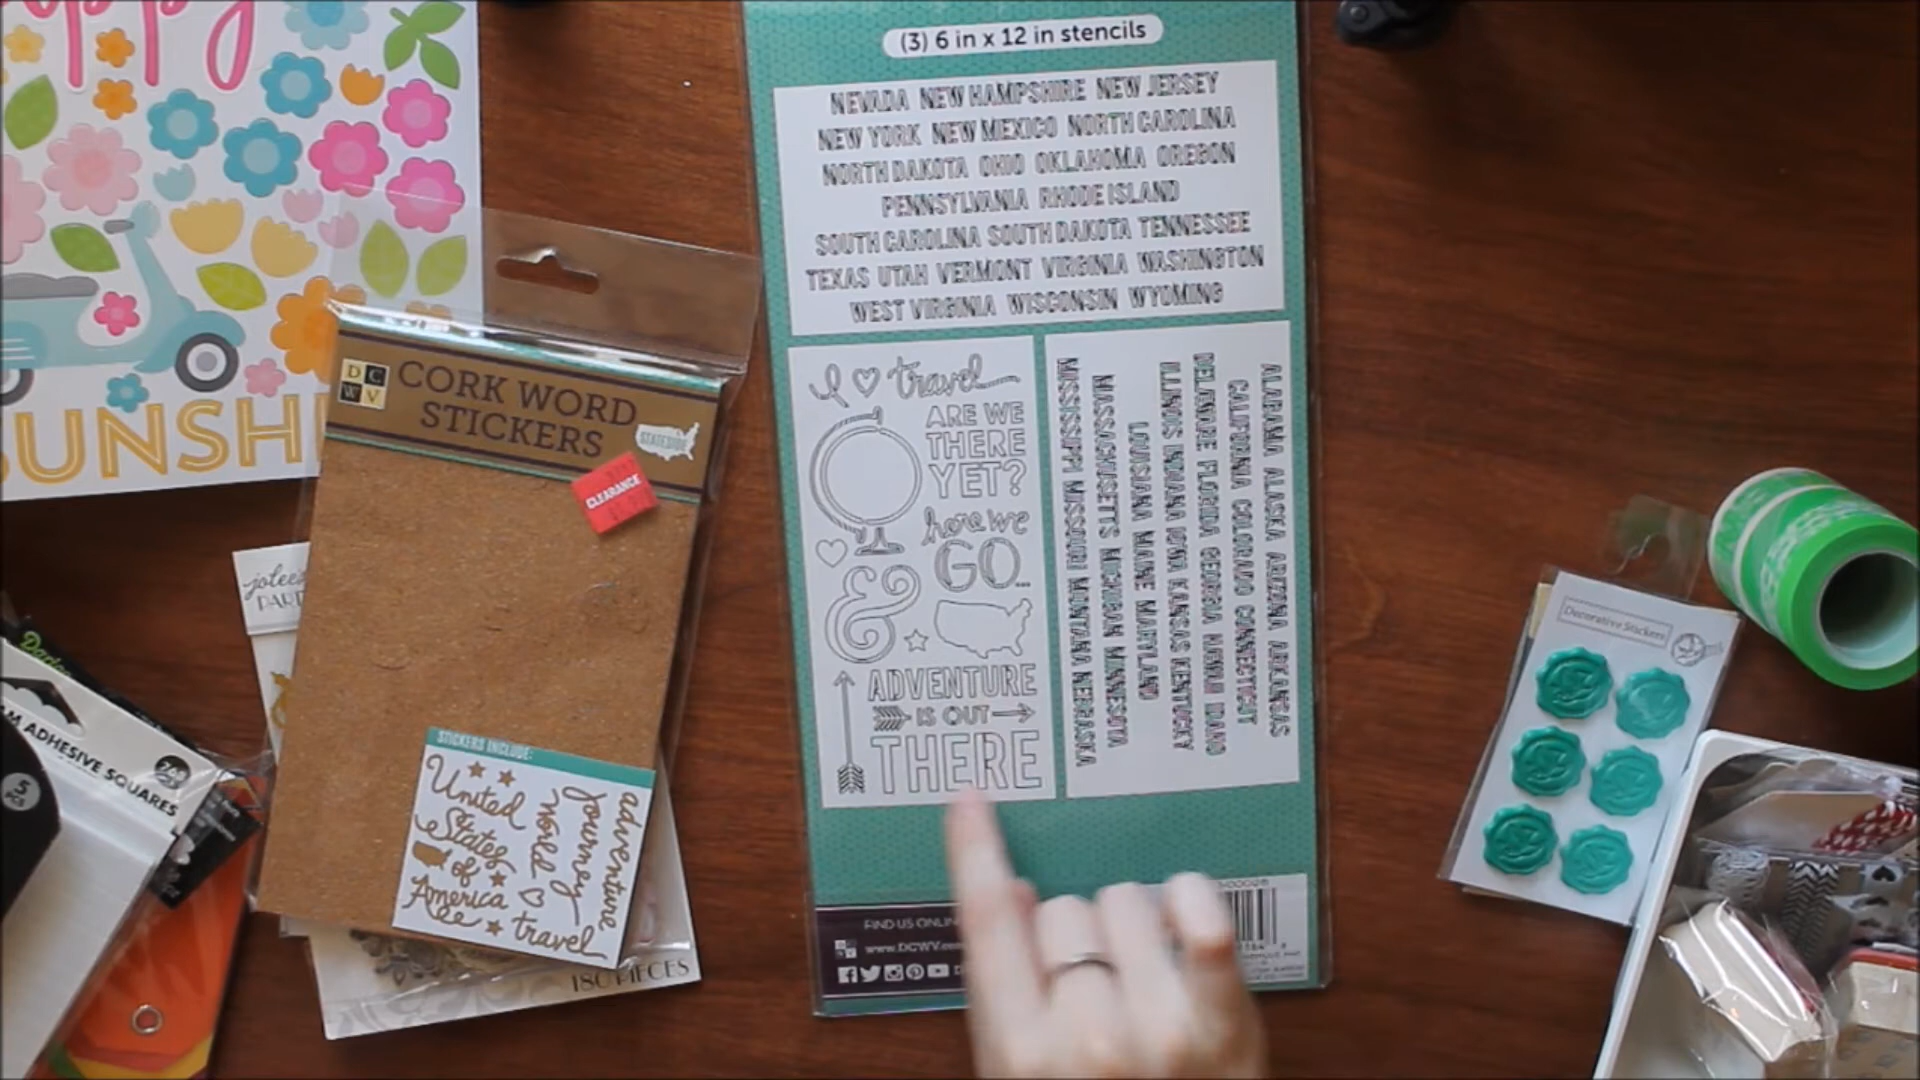 (3) 6 in x 12 in stencils
NEVADA NEW HAMPSHIRE NEW JERSEY
NEW YORK NEW MEXICO NORTH CAROLINA
NORTH DAKOTA OHIO OKLAHOMA OREGON
PENNSYLVANIA RHODE ISLAND
SOUTH CAROLINA SOUTH DAKOTA TENNESSEE
TEXAS UTAH VERMONT VIRGINIA WASHINGTON
WEST VIRGINIA WISCONSIN WYOMING
I travel
ARE WE
THERE
YET?
here we
GO...
&
ADVENTURE
IS OUT
THERE
ALABAMA ALASKA ARIZONA ARKANSAS
CALIFORNIA COLORADO CONNECTICUT
DELAWARE FLORIDA GEORGIA HAWAII IDAHO
ILLINOIS INDIANA IOWA KANSAS KENTUCKY
LOUISIANA MAINE MARYLAND
MASSACHUSETTS MICHIGAN MINNESOTA
MISSISSIPPI MISSOURI MONTANA NEBRASKA
FIND US ONLIN
www.DCWV.com
ppy
SUNSH
DCWV
CORK WORD
STICKERS
STATESIDE
CLEARANCE
STICKERS INCLUDE:
United
States
of
America
world
journey
adventure
travel
jolee's
180 PIECES
M ADHESIVE SQUARES
5
PCS
Decorative Stickers